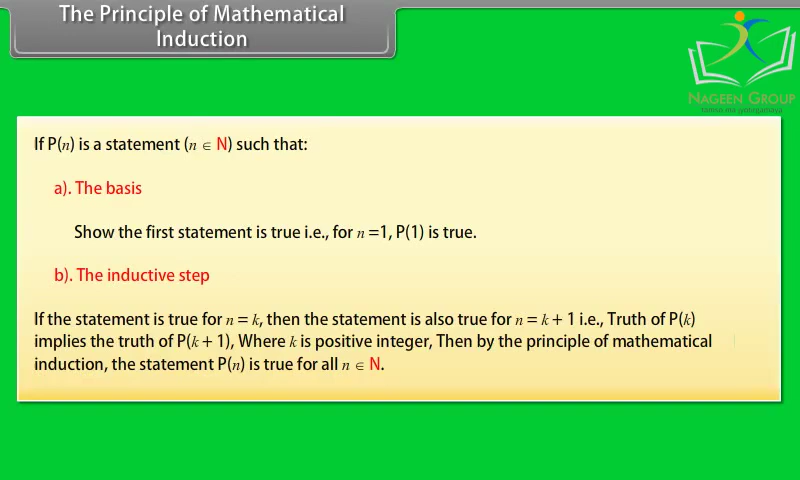 The Principle of Mathematical
Induction
NAGEEN GROUP
If P(n) is a statement (n ∈ N) such that:
a). The basis
Show the first statement is true i.e., for n =1, P(1) is true.
b). The inductive step
If the statement is true for n = k, then the statement is also true for n = k + 1 i.e., Truth of P(k)
implies the truth of P(k + 1), Where k is positive integer, Then by the principle of mathematical
induction, the statement P(n) is true for all n ∈ N.